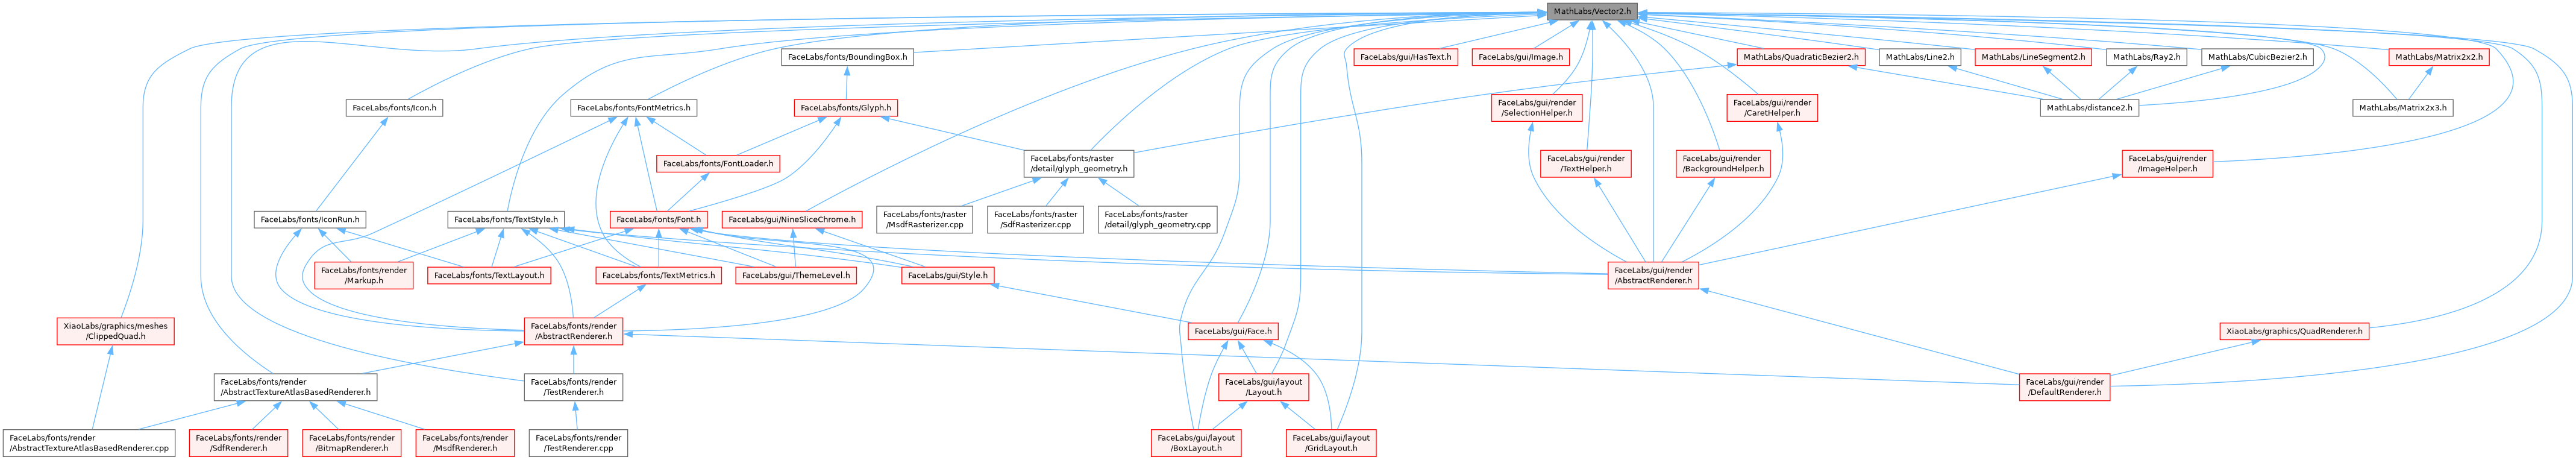 MathLabs/Vector2.h
FaceLabs/fonts/BoundingBox.h
FaceLabs/gui/HasText.h
FaceLabs/gui/Image.h
MathLabs/QuadraticBezier2.h
MathLabs/Line2.h
MathLabs/LineSegment2.h
MathLabs/Ray2.h
MathLabs/CubicBezier2.h
MathLabs/Matrix2x2.h
FaceLabs/fonts/Icon.h
FaceLabs/fonts/FontMetrics.h
FaceLabs/fonts/Glyph.h
FaceLabs/gui/render
/SelectionHelper.h
FaceLabs/gui/render
/CaretHelper.h
MathLabs/distance2.h
MathLabs/Matrix2x3.h
FaceLabs/fonts/FontLoader.h
FaceLabs/fonts/raster
/detail/glyph_geometry.h
FaceLabs/gui/render
/TextHelper.h
FaceLabs/gui/render
/BackgroundHelper.h
FaceLabs/gui/render
/ImageHelper.h
FaceLabs/fonts/IconRun.h
FaceLabs/fonts/TextStyle.h
FaceLabs/fonts/Font.h
FaceLabs/gui/NineSliceChrome.h
FaceLabs/fonts/raster
/MsdfRasterizer.cpp
FaceLabs/fonts/raster
/SdfRasterizer.cpp
FaceLabs/fonts/raster
/detail/glyph_geometry.cpp
FaceLabs/fonts/render
/Markup.h
FaceLabs/fonts/TextLayout.h
FaceLabs/fonts/TextMetrics.h
FaceLabs/gui/ThemeLevel.h
FaceLabs/gui/Style.h
FaceLabs/gui/render
/AbstractRenderer.h
XiaoLabs/graphics/meshes
/ClippedQuad.h
FaceLabs/fonts/render
/AbstractRenderer.h
FaceLabs/gui/Face.h
XiaoLabs/graphics/QuadRenderer.h
FaceLabs/fonts/render
/AbstractTextureAtlasBasedRenderer.h
FaceLabs/fonts/render
/TestRenderer.h
FaceLabs/gui/layout
/Layout.h
FaceLabs/gui/render
/DefaultRenderer.h
FaceLabs/fonts/render
/AbstractTextureAtlasBasedRenderer.cpp
FaceLabs/fonts/render
/SdfRenderer.h
FaceLabs/fonts/render
/BitmapRenderer.h
FaceLabs/fonts/render
/MsdfRenderer.h
FaceLabs/fonts/render
/TestRenderer.cpp
FaceLabs/gui/layout
/BoxLayout.h
FaceLabs/gui/layout
/GridLayout.h